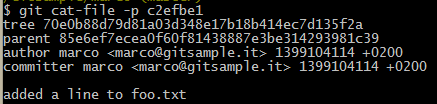 $ git cat-file -p c2efbe1
tree 70e0b88d79d81a03d348e17b18b414ec7d135f2a
parent 85e6ef7ecea0f60f81438887e3be314293981c39
author marco <marco@gitsample.it> 1399104114 +0200
committer marco <marco@gitsample.it> 1399104114 +0200
added a line to foo.txt